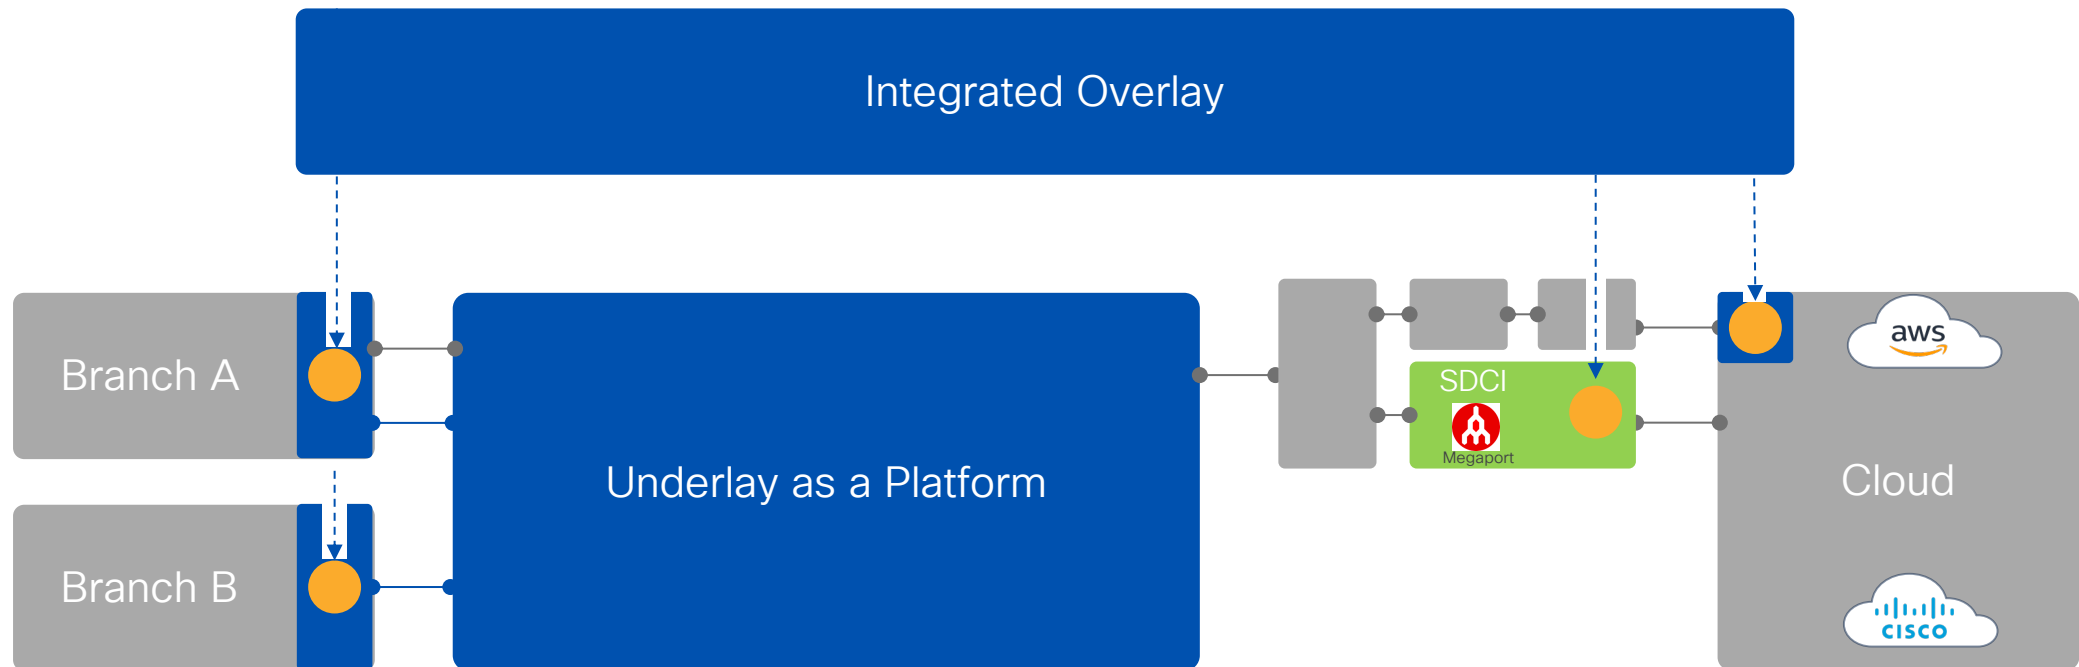 Integrated Overlay
Branch A
Underlay as a Platform
SDCI
Megaport
aws
Cloud
Branch B
CISCO